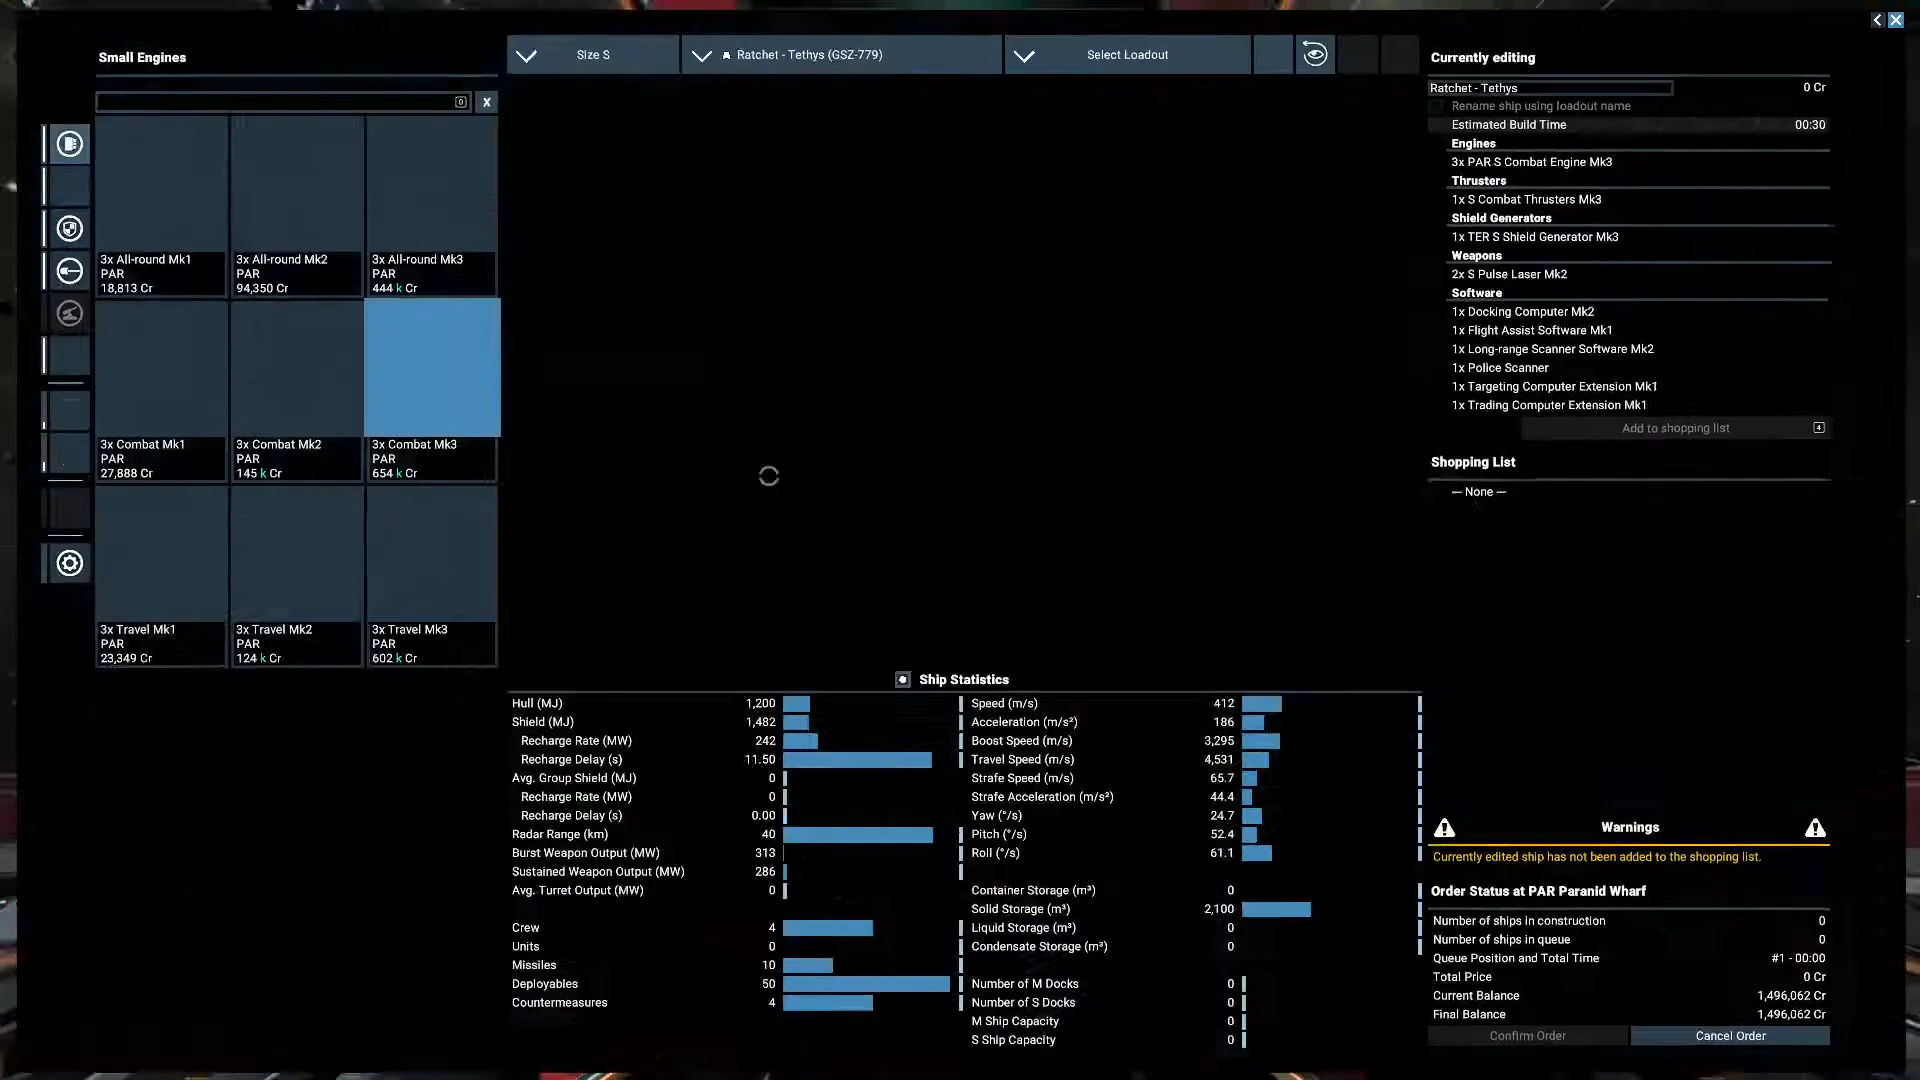 Small Engines
0
X
3x All-round Mk1
PAR
18,813 Cr
3x All-round Mk2
PAR
94,350 Cr
3x All-round Mk3
PAR
444 k Cr
3x Combat Mk1
PAR
27,888 Cr
3x Combat Mk2
PAR
145 k Cr
3x Combat Mk3
PAR
654 k Cr
3x Travel Mk1
PAR
23,349 Cr
3x Travel Mk2
PAR
124 k Cr
3x Travel Mk3
PAR
602 k Cr
Size S
Ratchet - Tethys (GSZ-779)
Select Loadout
Ship Statistics
Hull (MJ) 1,200
Shield (MJ) 1,482
Recharge Rate (MW) 242
Recharge Delay (s) 11.50
Avg. Group Shield (MJ) 0
Recharge Rate (MW) 0
Recharge Delay (s) 0.00
Radar Range (km) 40
Burst Weapon Output (MW) 313
Sustained Weapon Output (MW) 286
Avg. Turret Output (MW) 0
Crew 4
Units 0
Missiles 10
Deployables 50
Countermeasures 4
Speed (m/s) 412
Acceleration (m/s²) 186
Boost Speed (m/s) 3,295
Travel Speed (m/s) 4,531
Strafe Speed (m/s) 65.7
Strafe Acceleration (m/s²) 44.4
Yaw (°/s) 24.7
Pitch (°/s) 52.4
Roll (°/s) 61.1
Container Storage (m³) 0
Solid Storage (m³) 2,100
Liquid Storage (m³) 0
Condensate Storage (m³) 0
Number of M Docks 0
Number of S Docks 0
M Ship Capacity 0
S Ship Capacity 0
Currently editing
Ratchet - Tethys 0 Cr
Rename ship using loadout name
Estimated Build Time 00:30
Engines
3x PAR S Combat Engine Mk3
Thrusters
1x S Combat Thrusters Mk3
Shield Generators
1x TER S Shield Generator Mk3
Weapons
2x S Pulse Laser Mk2
Software
1x Docking Computer Mk2
1x Flight Assist Software Mk1
1x Long-range Scanner Software Mk2
1x Police Scanner
1x Targeting Computer Extension Mk1
1x Trading Computer Extension Mk1
Add to shopping list 4
Shopping List
— None —
Warnings
Currently edited ship has not been added to the shopping list.
Order Status at PAR Paranid Wharf
Number of ships in construction 0
Number of ships in queue 0
Queue Position and Total Time #1 - 00:00
Total Price 0 Cr
Current Balance 1,496,062 Cr
Final Balance 1,496,062 Cr
Confirm Order
Cancel Order